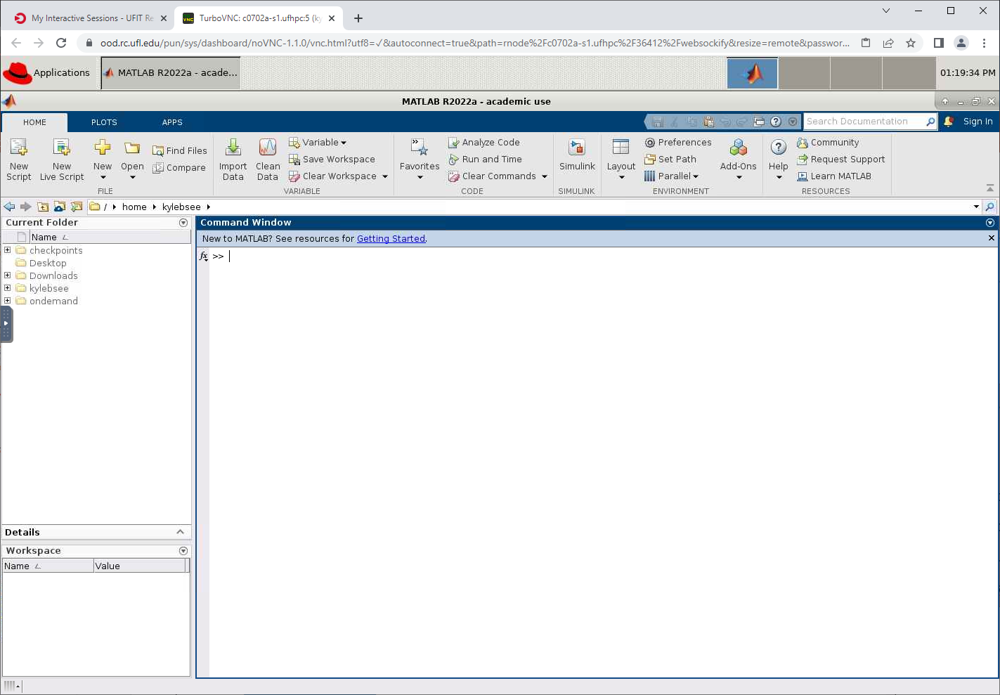 My Interactive Sessions - UFIT Re
TurboVNC: c0702a-s1.ufhpc:5 (ky
ood.rc.ufl.edu/pun/sys/dashboard/noVNC-1.1.0/vnc.html?utf8=✓&autoconnect=true&path=rnode%2Fc0702a-s1.ufhpc%2F36412%2Fwebsockify&resize=remote&passwor...
Applications
MATLAB R2022a - acade...
01:19:34 PM
MATLAB R2022a - academic use
HOME PLOTS APPS
Search Documentation
Sign In
New Script
New Live Script
New
Open
Find Files
Compare
FILE
Import Data
Clean Data
Variable
Save Workspace
Clear Workspace
VARIABLE
Favorites
Analyze Code
Run and Time
Clear Commands
CODE
Simulink
SIMULINK
Layout
Preferences
Set Path
Parallel
Add-Ons
ENVIRONMENT
Help
Community
Request Support
Learn MATLAB
RESOURCES
/ home kylebsee
Current Folder
Name
checkpoints
Desktop
Downloads
kylebsee
ondemand
Details
Workspace
Name Value
Command Window
New to MATLAB? See resources for Getting Started.
fx >>